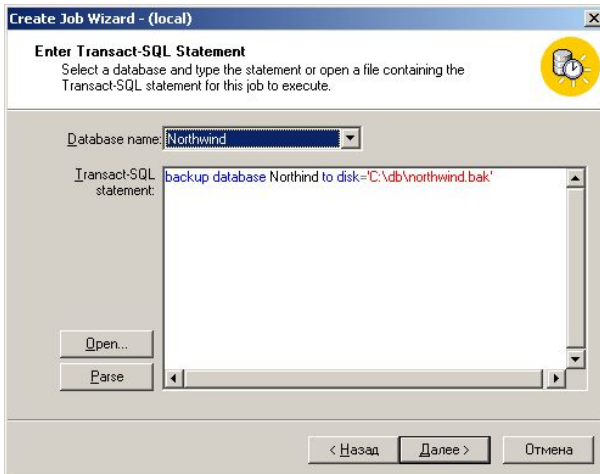 Create Job Wizard - (local)
Enter Transact-SQL Statement
Select a database and type the statement or open a file containing the
Transact-SQL statement for this job to execute.
Database name: Northwind
Transact-SQL
statement:
backup database Northind to disk='C:\db\northwind.bak'
Open...
Parse
< Назад
Далее >
Отмена